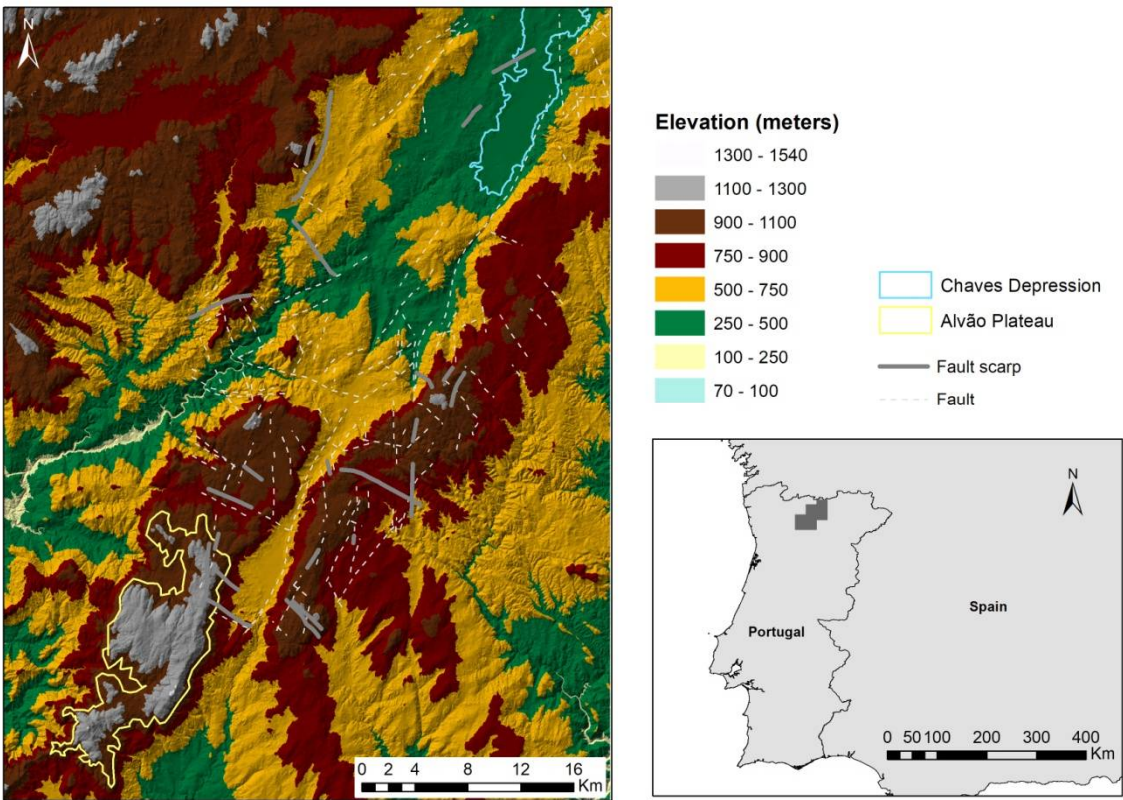 N
0 2 4 8 12 16
Km
Elevation (meters)
1300 - 1540
1100 - 1300
900 - 1100
750 - 900
500 - 750
250 - 500
100 - 250
70 - 100
Chaves Depression
Alvão Plateau
Fault scarp
Fault
N
Spain
Portugal
0 50 100 200 300 400
Km